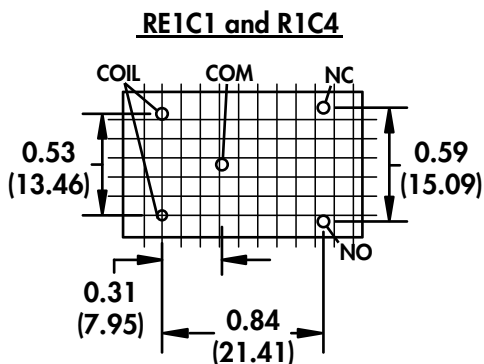 RE1C1 and R1C4
COIL COM NC
0.53
(13.46)
0.59
(15.09)
NO
0.31
(7.95)
0.84
(21.41)